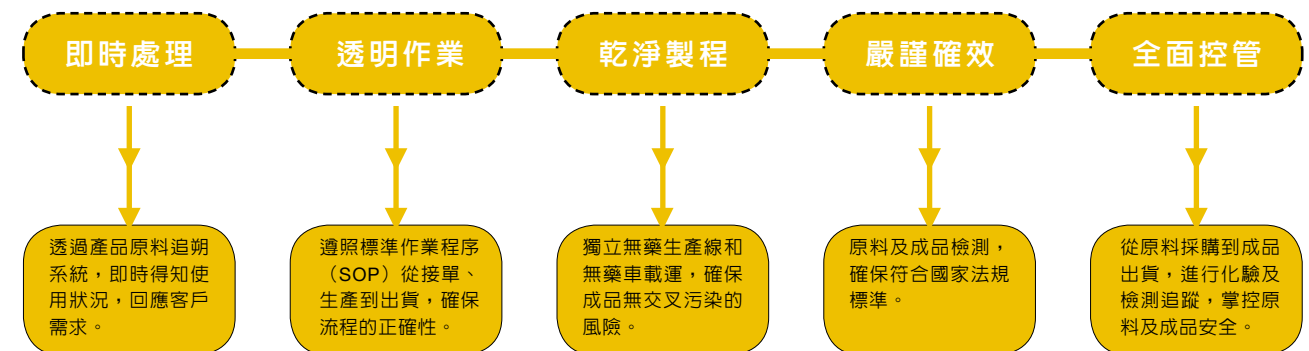 即時處理
透明作業
乾淨製程
嚴謹確效
全面控管
透過產品原料追朔
系統，即時得知使
用狀況，回應客戶
需求。
遵照標準作業程序
（SOP）從接單、
生產到出貨，確保
流程的正確性。
獨立無藥生產線和
無藥車載運，確保
成品無交叉污染的
風險。
原料及成品檢測，
確保符合國家法規
標準。
從原料採購到成品
出貨，進行化驗及
檢測追蹤，掌控原
料及成品安全。